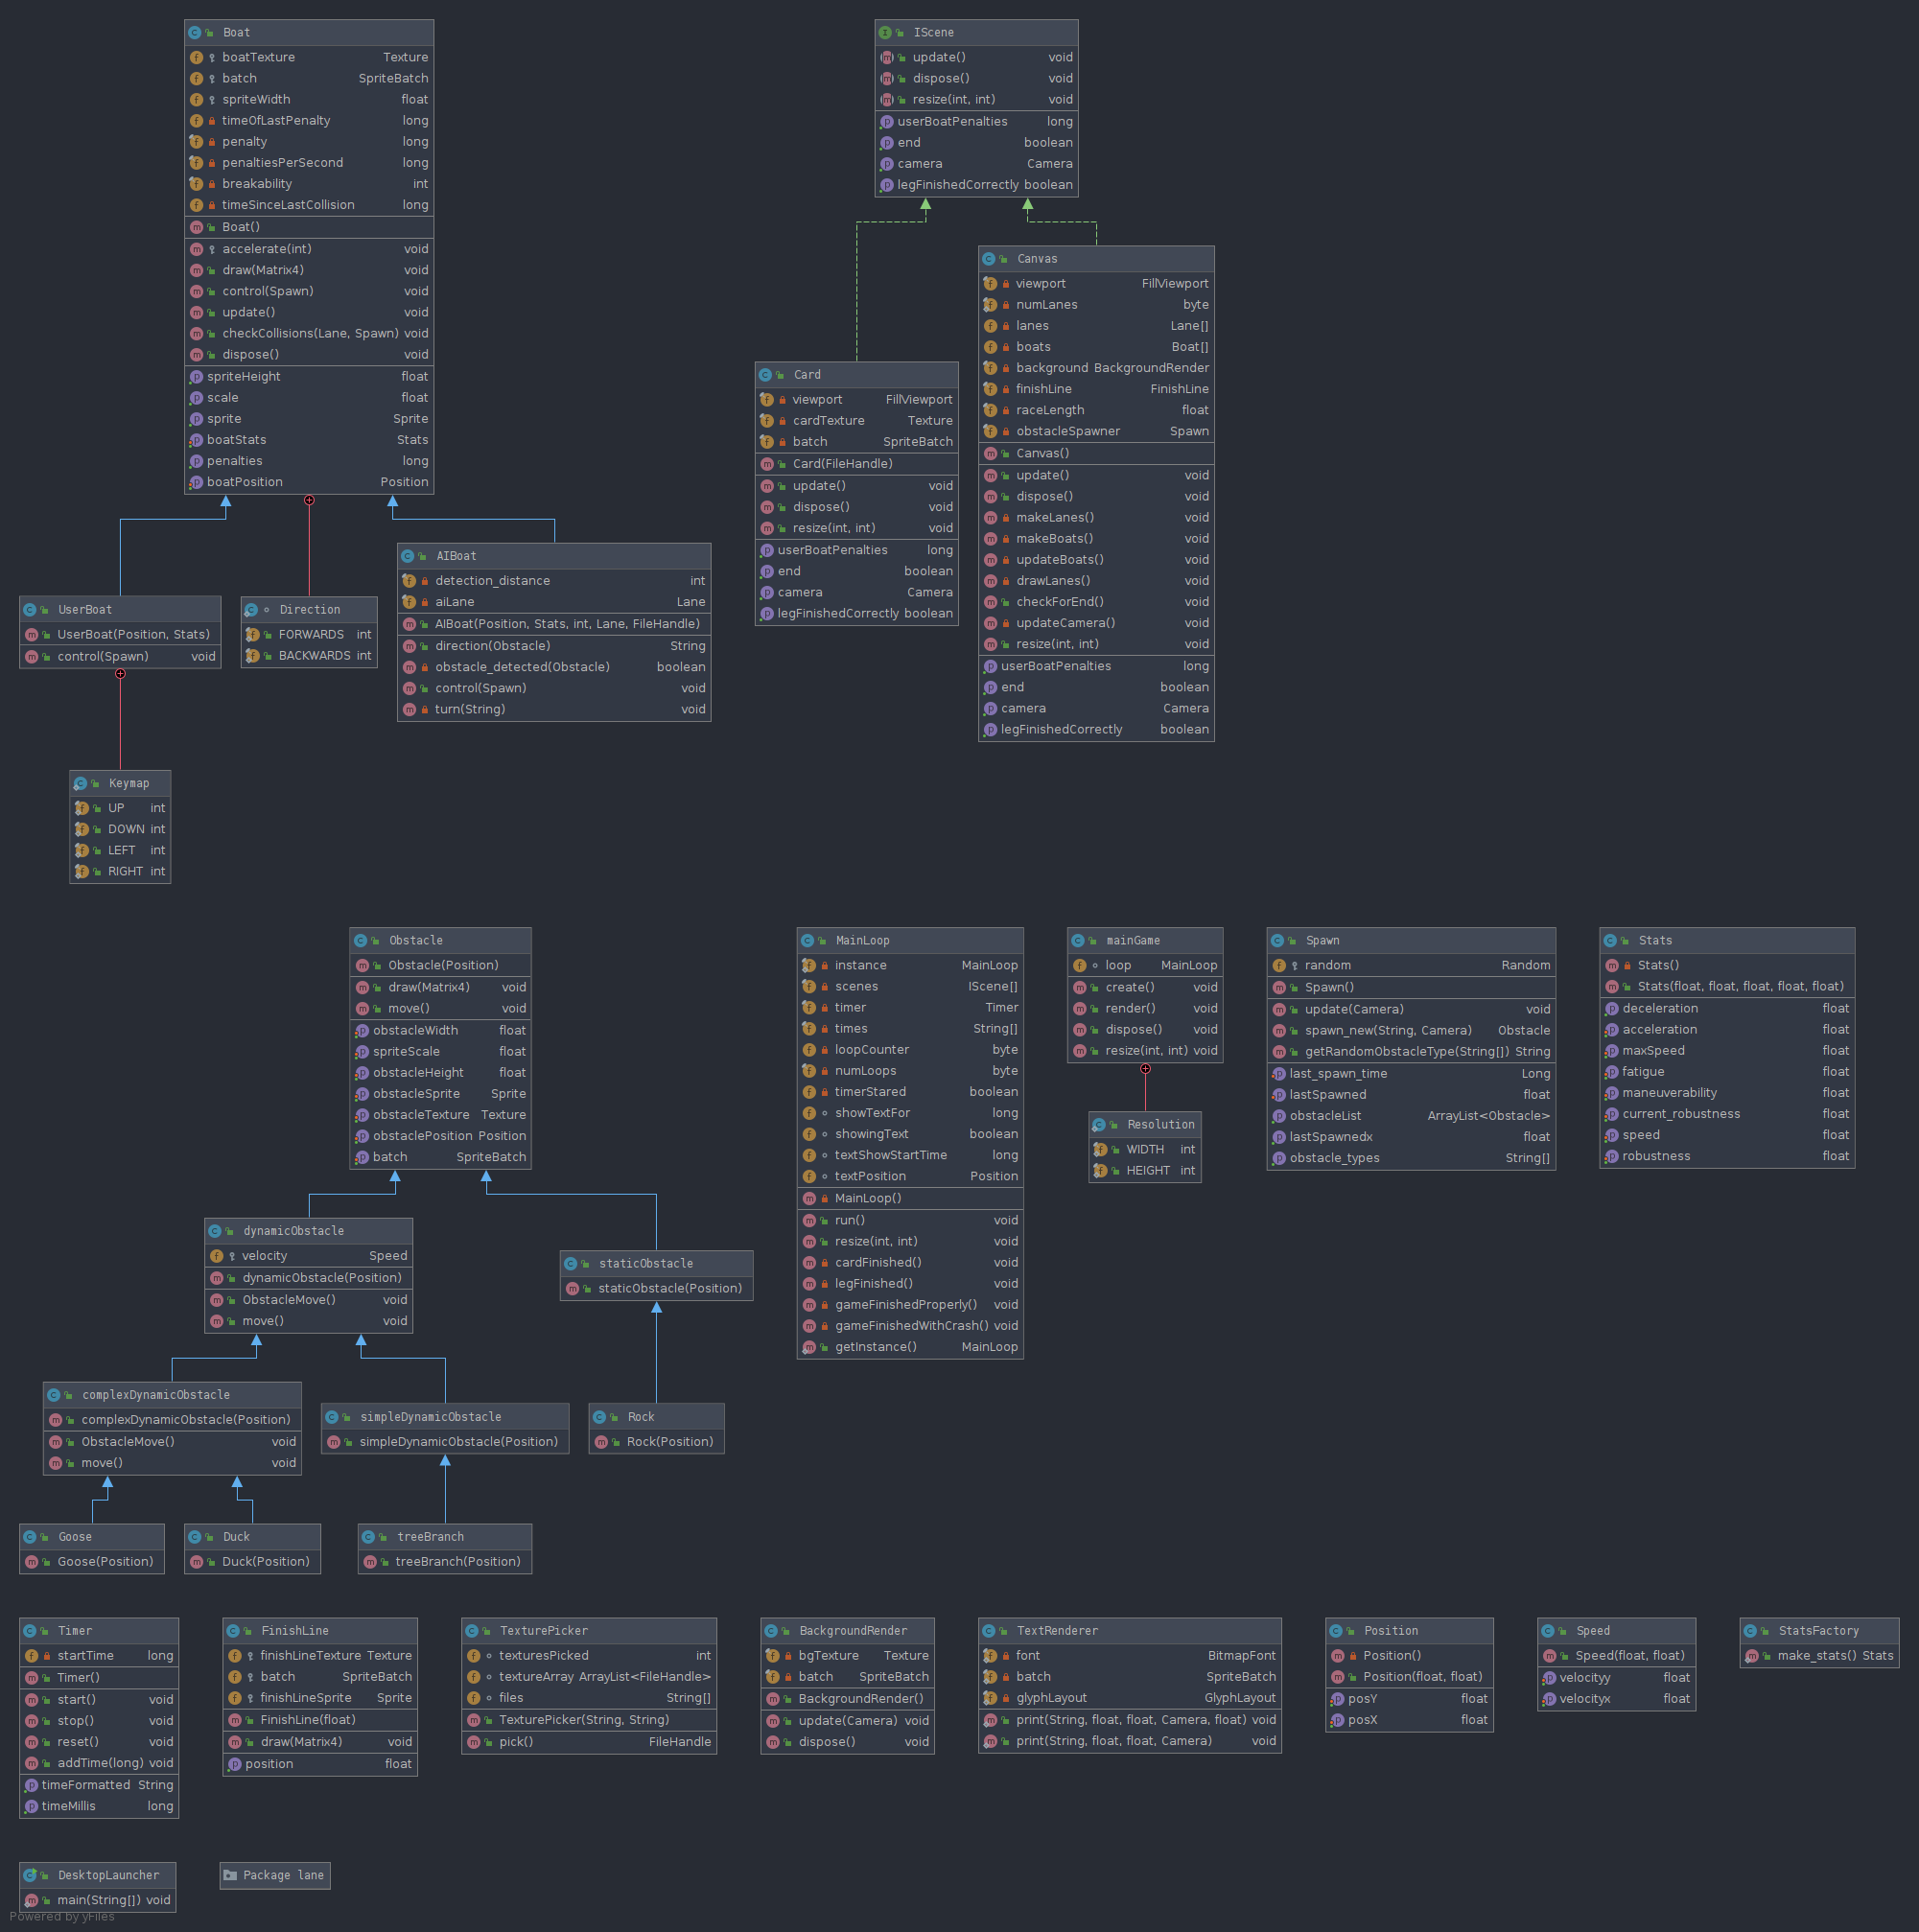 Boat
boatTexture Texture
batch SpriteBatch
spriteWidth float
timeOfLastPenalty long
penalty long
penaltiesPerSecond long
breakability int
timeSinceLastCollision long
Boat()
accelerate(int) void
draw(Matrix4) void
control(Spawn) void
update() void
checkCollisions(Lane, Spawn) void
dispose() void
spriteHeight float
scale float
sprite Sprite
boatStats Stats
penalties long
boatPosition Position
IScene
update() void
dispose() void
resize(int, int) void
userBoatPenalties long
end boolean
camera Camera
legFinishedCorrectly boolean
Canvas
viewport FillViewport
numLanes byte
lanes Lane[]
boats Boat[]
background BackgroundRender
finishLine FinishLine
raceLength float
obstacleSpawner Spawn
Canvas()
update() void
dispose() void
makeLanes() void
makeBoats() void
updateBoats() void
drawLanes() void
checkForEnd() void
updateCamera() void
resize(int, int) void
userBoatPenalties long
end boolean
camera Camera
legFinishedCorrectly boolean
Card
viewport FillViewport
cardTexture Texture
batch SpriteBatch
Card(FileHandle)
update() void
dispose() void
resize(int, int) void
userBoatPenalties long
end boolean
camera Camera
legFinishedCorrectly boolean
UserBoat
UserBoat(Position, Stats)
control(Spawn) void
Direction
FORWARDS int
BACKWARDS int
AIBoat
detection_distance int
aiLane Lane
AIBoat(Position, Stats, int, Lane, FileHandle)
direction(Obstacle) String
obstacle_detected(Obstacle) boolean
control(Spawn) void
turn(String) void
Keymap
UP int
DOWN int
LEFT int
RIGHT int
Obstacle
Obstacle(Position)
draw(Matrix4) void
move() void
obstacleWidth float
spriteScale float
obstacleHeight float
obstacleSprite Sprite
obstacleTexture Texture
obstaclePosition Position
batch SpriteBatch
MainLoop
instance MainLoop
scenes IScene[]
timer Timer
times String[]
loopCounter byte
numLoops byte
timerStared boolean
showTextFor long
showingText boolean
textShowStartTime long
textPosition Position
MainLoop()
run() void
resize(int, int) void
cardFinished() void
legFinished() void
gameFinishedProperly() void
gameFinishedWithCrash() void
getInstance() MainLoop
mainGame
loop MainLoop
create() void
render() void
dispose() void
resize(int, int) void
Resolution
WIDTH int
HEIGHT int
Spawn
random Random
Spawn()
update(Camera) void
spawn_new(String, Camera) Obstacle
getRandomObstacleType(String[]) String
last_spawn_time Long
lastSpawned float
obstacleList ArrayList<Obstacle>
lastSpawnedx float
obstacle_types String[]
Stats
Stats()
Stats(float, float, float, float, float)
deceleration float
acceleration float
maxSpeed float
fatigue float
maneuverability float
current_robustness float
speed float
robustness float
dynamicObstacle
velocity Speed
dynamicObstacle(Position)
ObstacleMove() void
move() void
staticObstacle
staticObstacle(Position)
complexDynamicObstacle
complexDynamicObstacle(Position)
ObstacleMove() void
move() void
simpleDynamicObstacle
simpleDynamicObstacle(Position)
Rock
Rock(Position)
Goose
Goose(Position)
Duck
Duck(Position)
treeBranch
treeBranch(Position)
Timer
startTime long
Timer()
start() void
stop() void
reset() void
addTime(long) void
timeFormatted String
timeMillis long
FinishLine
finishLineTexture Texture
batch SpriteBatch
finishLineSprite Sprite
FinishLine(float)
draw(Matrix4) void
position float
TexturePicker
texturesPicked int
textureArray ArrayList<FileHandle>
files String[]
TexturePicker(String, String)
pick() FileHandle
BackgroundRender
bgTexture Texture
batch SpriteBatch
BackgroundRender()
update(Camera) void
dispose() void
TextRenderer
font BitmapFont
batch SpriteBatch
glyphLayout GlyphLayout
print(String, float, float, Camera, float) void
print(String, float, float, Camera) void
Position
Position()
Position(float, float)
posY float
posX float
Speed
Speed(float, float)
velocityy float
velocityx float
StatsFactory
make_stats() Stats
DesktopLauncher
main(String[]) void
Package lane
Powered by yFiles